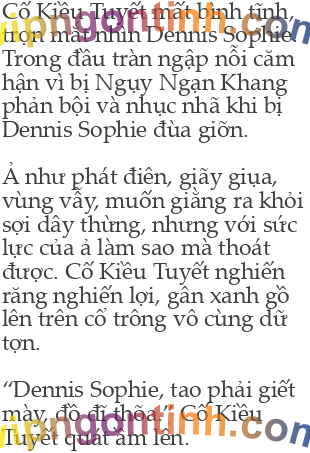 Cố Kiều Tuyết mất bình tĩnh,
trợn mắt nhìn Dennis Sophie.
Trong đầu tràn ngập nỗi căm
hận vì bị Ngụy Ngạn Khang
phản bội và nhục nhã khi bị
Dennis Sophie đùa giỡn.
Ả như phát điên, giãy giụa,
vùng vẫy, muốn giằng ra khỏi
sợi dây thừng, nhưng với sức
lực của ả làm sao mà thoát
được. Cố Kiều Tuyết nghiến
răng nghiến lợi, gân xanh gồ
lên trên cổ trông vô cùng dữ
tợn.
“Dennis Sophie, tao phải giết
mày, đồ đĩ thõa.” Cố Kiều
Tuyết quát ầm lên.
vipngontinh.com
vipngontinh.com